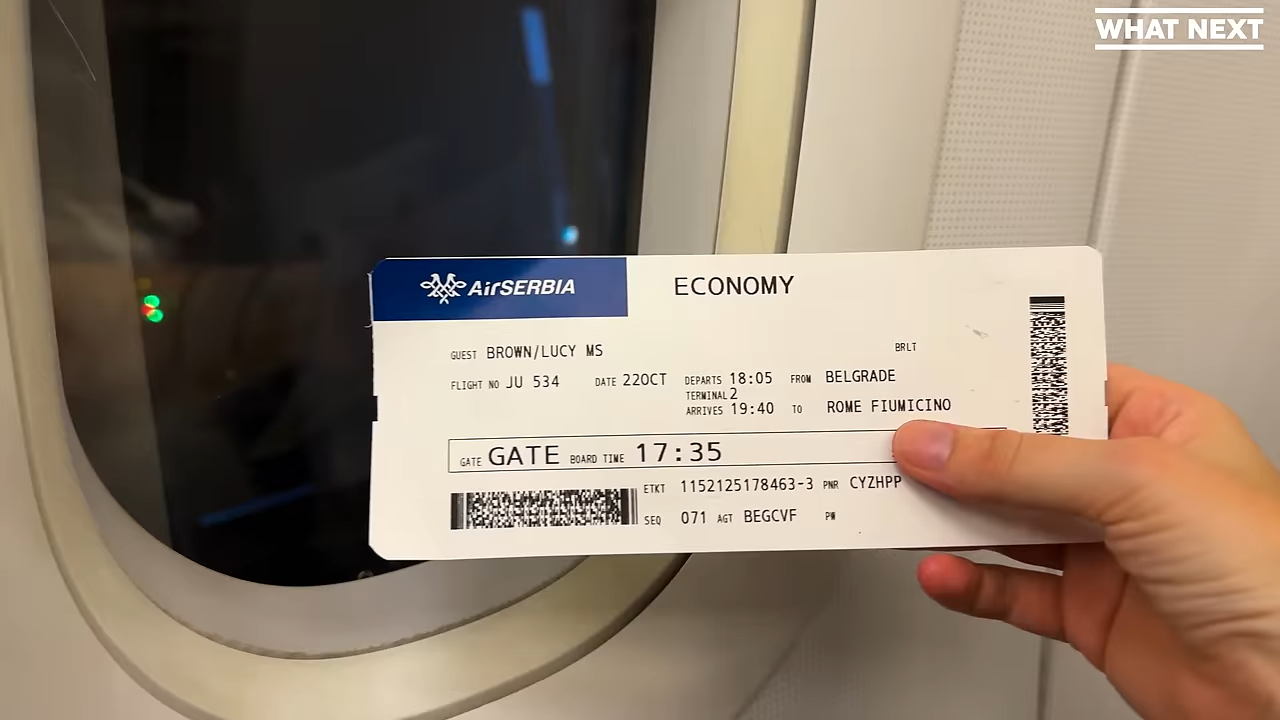 WHAT NEXT
AirSERBIA
ECONOMY
GUEST BROWN/LUCY MS
BRLT
FLIGHT NO JU 534 DATE 22OCT DEPARTS 18:05 FROM BELGRADE
TERMINAL 2
ARRIVES 19:40 TO ROME FIUMICINO
GATE GATE BOARD TIME 17:35
ETKT 1152125178463-3 PNR CYZHPP
SEQ 071 AGT BEGCVF PW